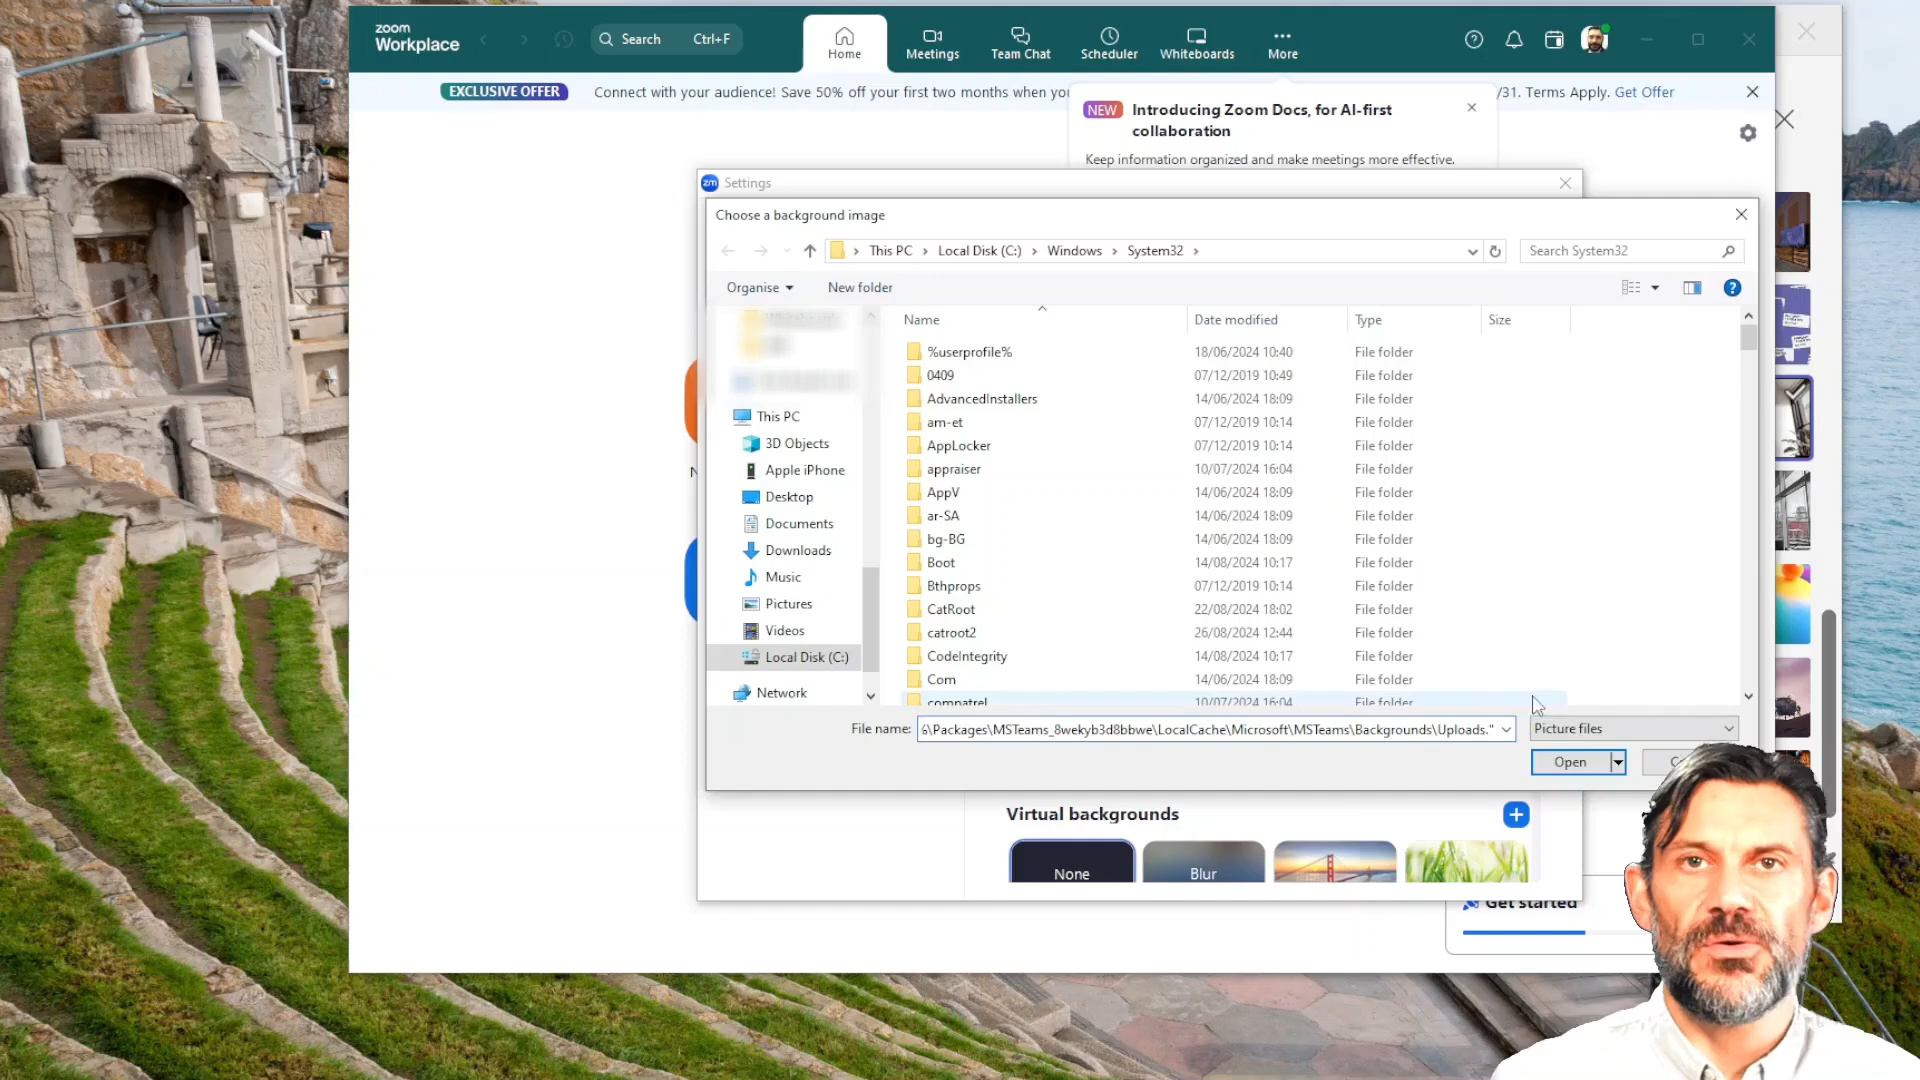 zoom
Workplace
Search Ctrl+F
Home
Meetings
Team Chat
Scheduler
Whiteboards
More
EXCLUSIVE OFFER Connect with your audience! Save 50% off your first two months when
/31. Terms Apply. Get Offer
NEW Introducing Zoom Docs, for AI-first
collaboration
Keep information organized and make meetings more effective.
zm Settings
Choose a background image
This PC > Local Disk (C:) > Windows > System32 >
Search System32
Organise New folder
Name Date modified Type Size
%userprofile% 18/06/2024 10:40 File folder
0409 07/12/2019 10:49 File folder
AdvancedInstallers 14/06/2024 18:09 File folder
am-et 07/12/2019 10:14 File folder
AppLocker 07/12/2019 10:14 File folder
appraiser 10/07/2024 16:04 File folder
AppV 14/06/2024 18:09 File folder
ar-SA 14/06/2024 18:09 File folder
bg-BG 14/06/2024 18:09 File folder
Boot 14/08/2024 10:17 File folder
Bthprops 07/12/2019 10:14 File folder
CatRoot 22/08/2024 18:02 File folder
catroot2 26/08/2024 12:44 File folder
CodeIntegrity 14/08/2024 10:17 File folder
Com 14/06/2024 18:09 File folder
compatrel 10/07/2024 16:04 File folder
This PC
3D Objects
Apple iPhone
Desktop
Documents
Downloads
Music
Pictures
Videos
Local Disk (C:)
Network
File name: \Packages\MSTeams_8wekyb3d8bbwe\LocalCache\Microsoft\MSTeams\Backgrounds\Uploads."
Picture files
Open
Virtual backgrounds
None
Blur
Get started